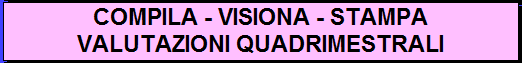 COMPILA - VISIONA - STAMPA
VALUTAZIONI QUADRIMESTRALI